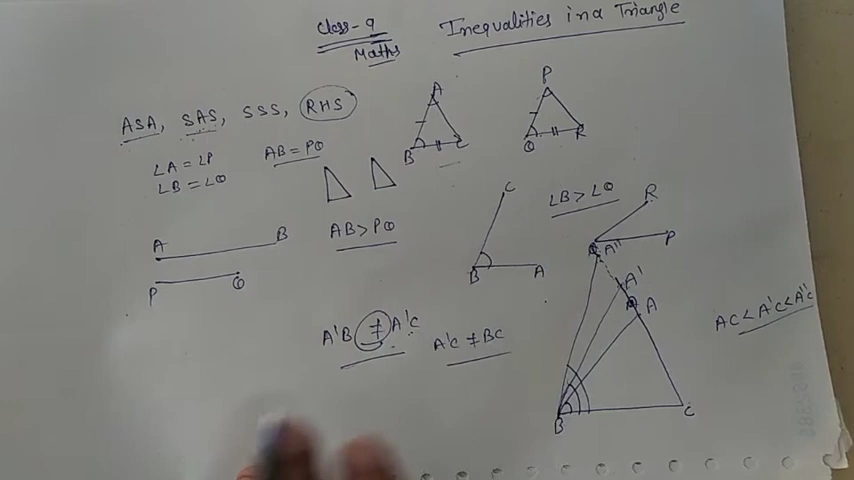 Class-9
Maths
Inequalities in a Triangle
ASA, SAS, SSS, RHS
∠A = ∠P
∠B = ∠Q
AB = PQ
A
B
C
P
Q
R
A
B
P
Q
AB > PQ
C
B
A
∠B > ∠Q
R
P
Q
A''
A'
A
B
C
A'B ≠ A'C
A'C ≠ BC
AC < A'C < A''C